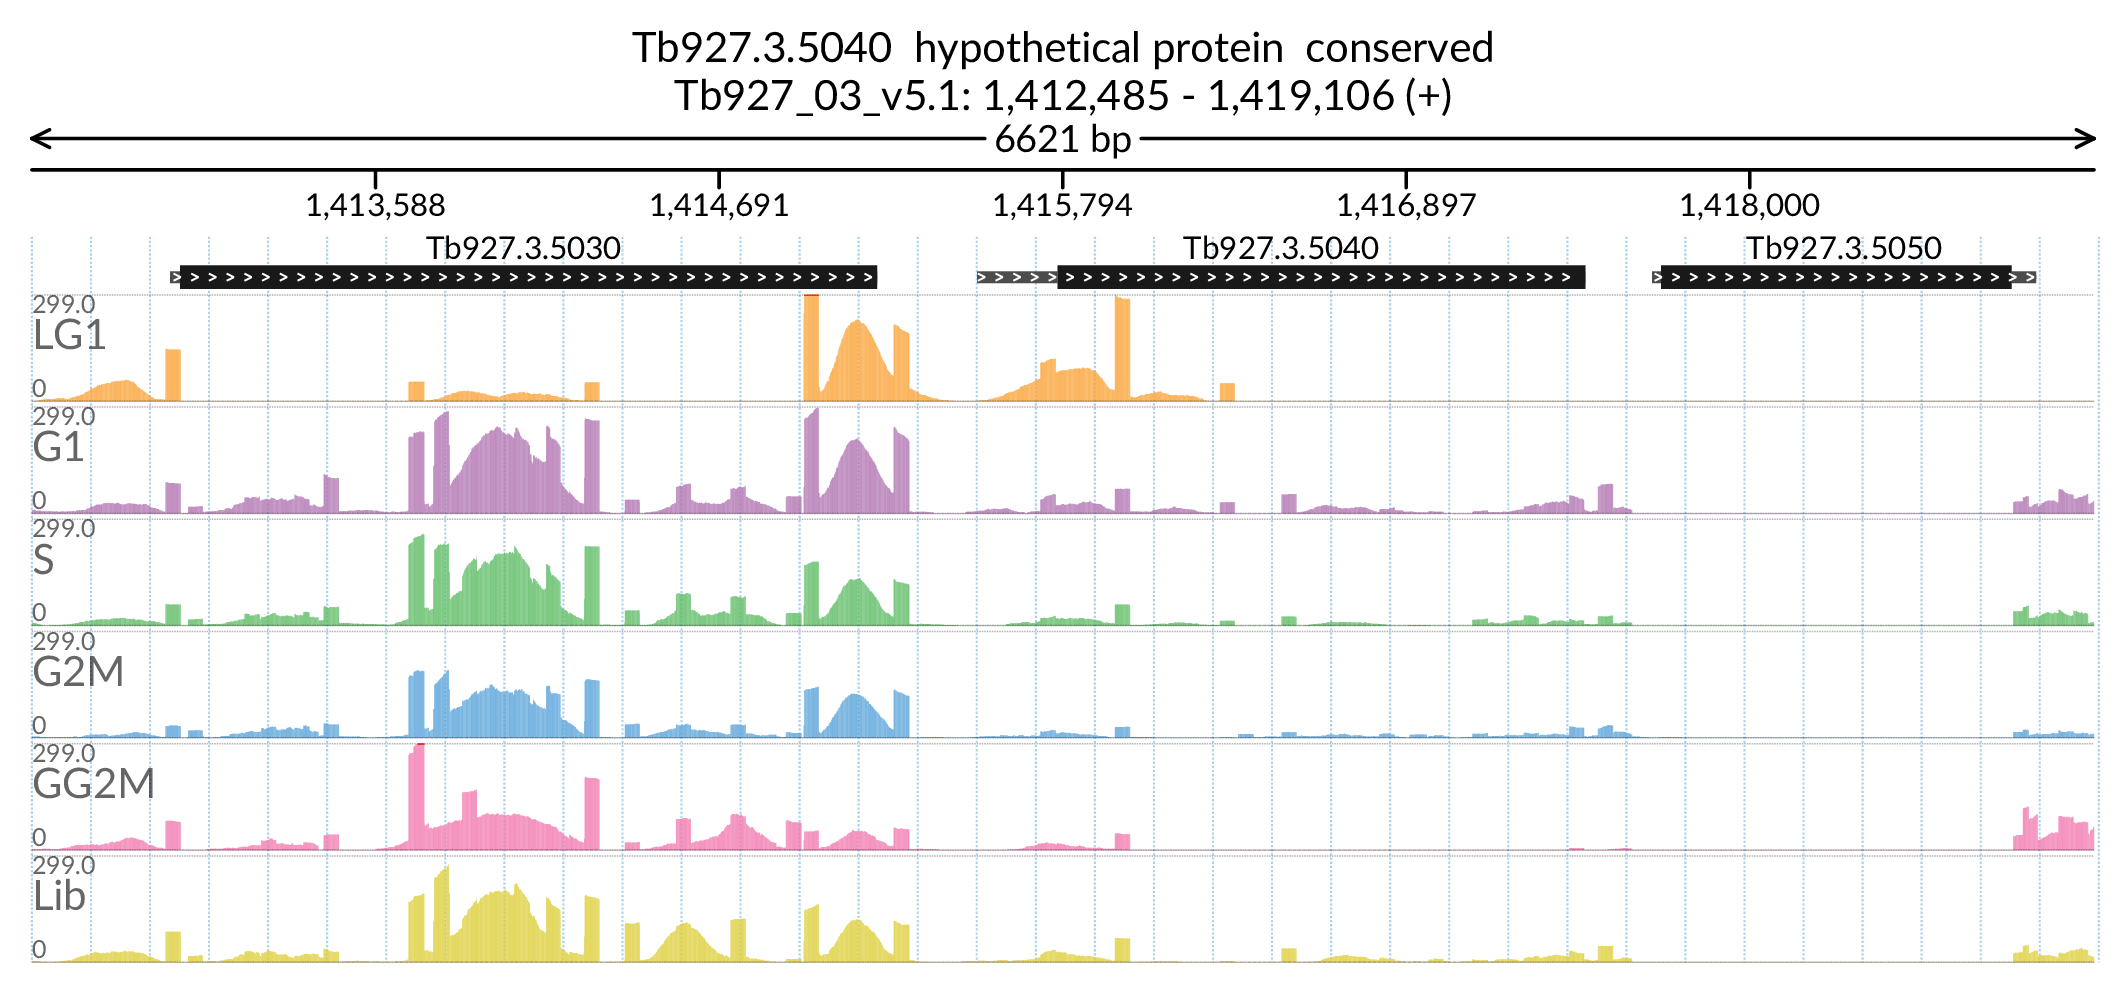 Tb927.3.5040 hypothetical protein conserved
Tb927_03_v5.1: 1,412,485 - 1,419,106 (+)
6621 bp
1,413,588 1,414,691 1,415,794 1,416,897 1,418,000
Tb927.3.5030 Tb927.3.5040 Tb927.3.5050
299.0
LG1
0
299.0
G1
0
299.0
S
0
299.0
G2M
0
299.0
GG2M
0
299.0
Lib
0